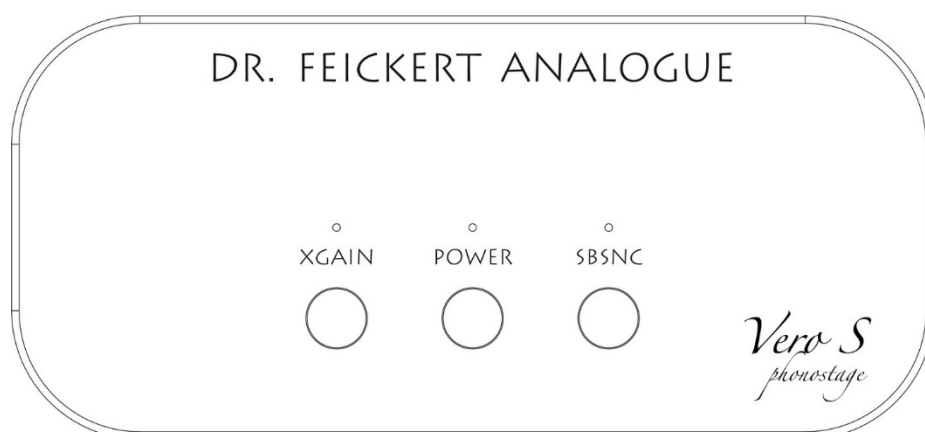 DR. FEICKERT ANALOGUE
XGAIN POWER SBSNC
Vero S
phonostage